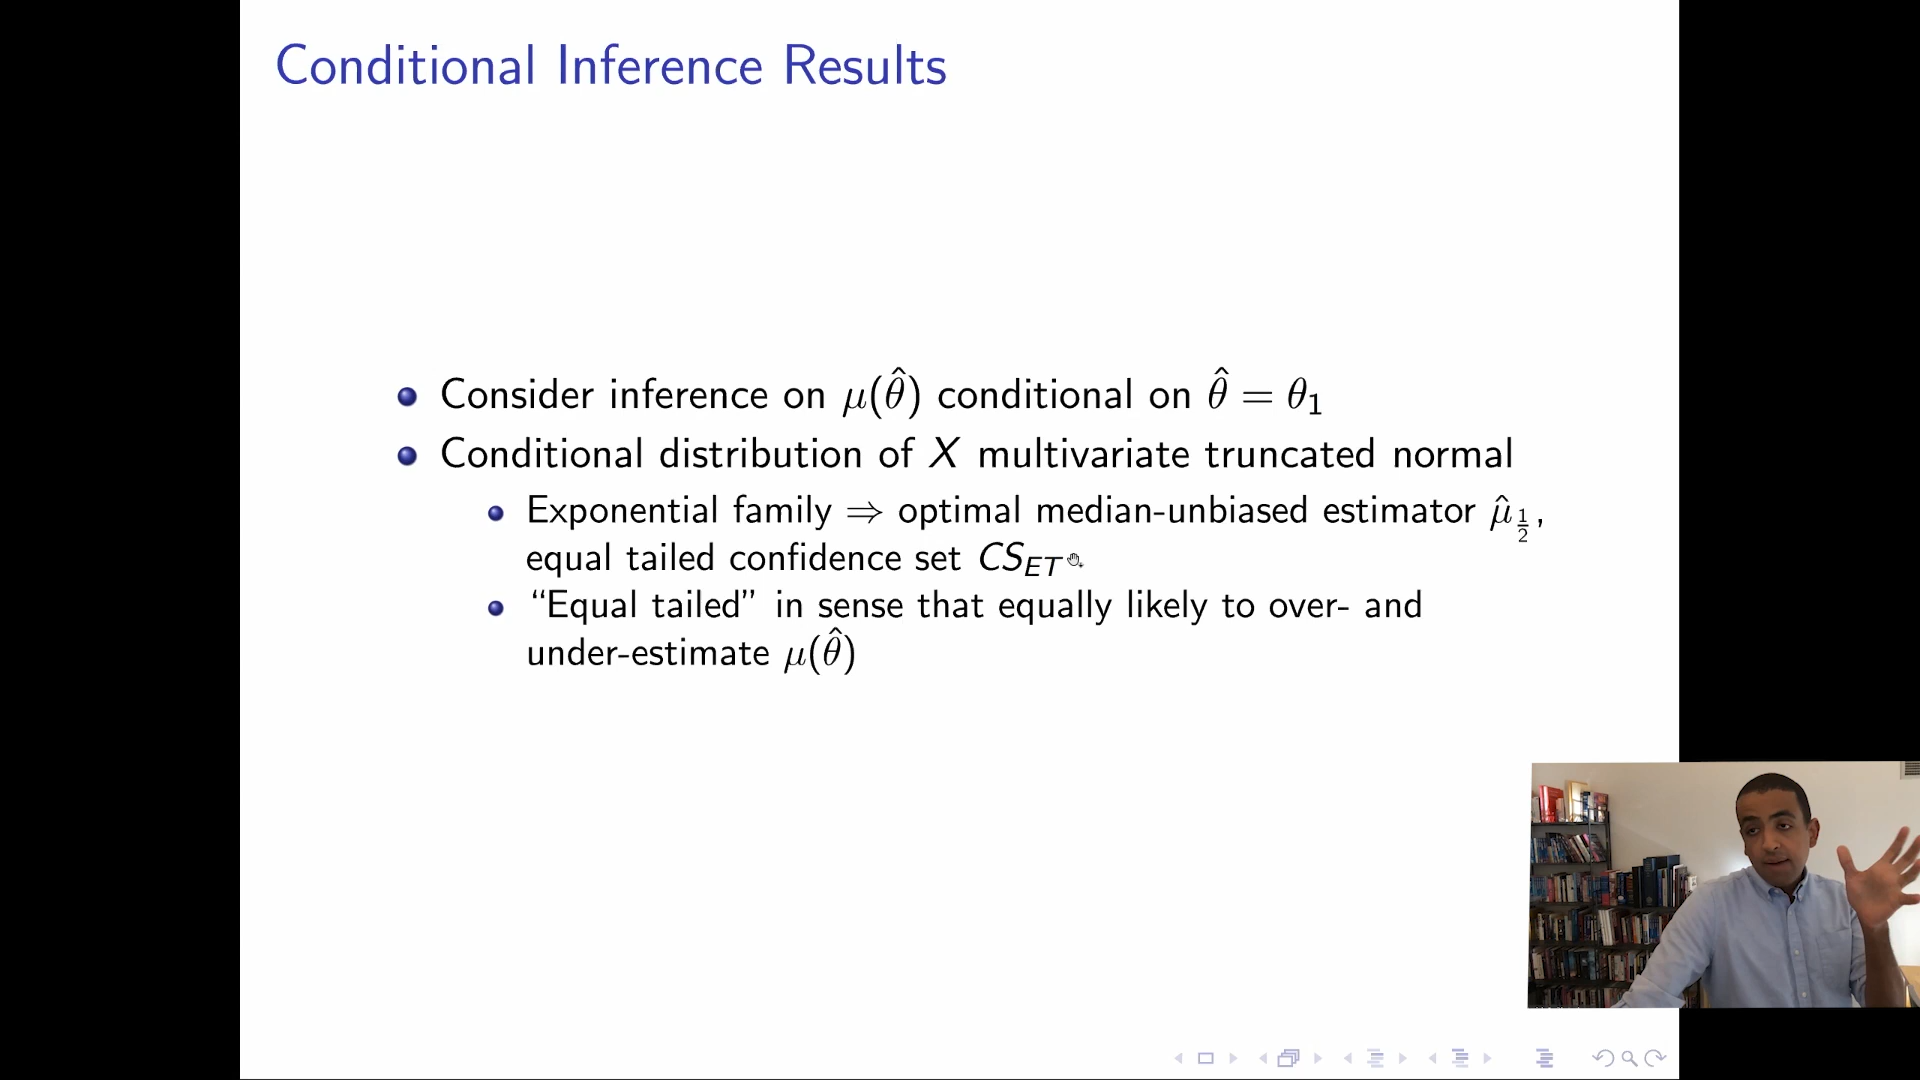 Conditional Inference Results
Consider inference on μ(θ̂) conditional on θ̂ = θ₁
Conditional distribution of X multivariate truncated normal
Exponential family ⇒ optimal median-unbiased estimator μ̂_{1/2},
equal tailed confidence set CS_{ET}
“Equal tailed” in sense that equally likely to over- and
under-estimate μ(θ̂)